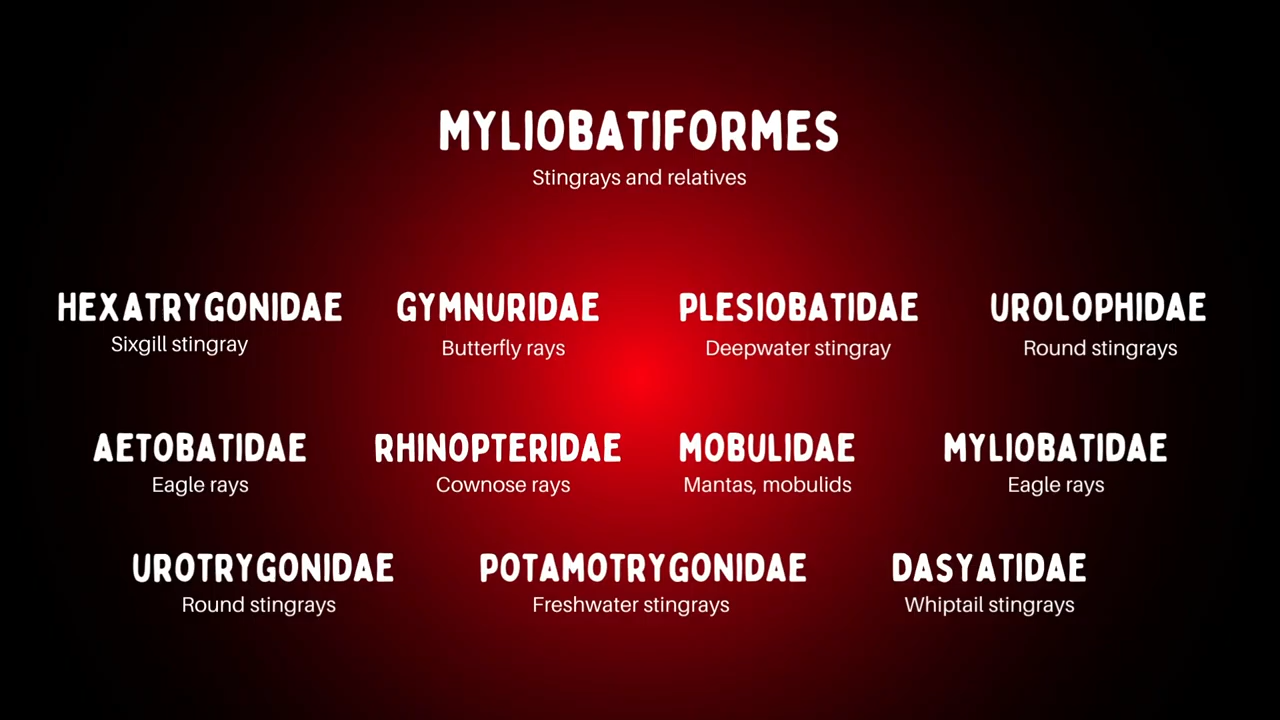 MYLIOBATIFORMES
Stingrays and relatives
HEXATRYGONIDAE
Sixgill stingray
GYMNURIDAE
Butterfly rays
PLESIOBATIDAE
Deepwater stingray
UROLOPHIDAE
Round stingrays
AETOBATIDAE
Eagle rays
RHINOPTERIDAE
Cownose rays
MOBULIDAE
Mantas, mobulids
MYLIOBATIDAE
Eagle rays
UROTRYGONIDAE
Round stingrays
POTAMOTRYGONIDAE
Freshwater stingrays
DASYATIDAE
Whiptail stingrays